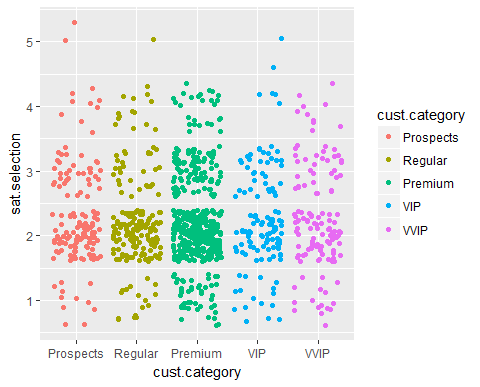 5
4
3
2
1
sat.selection
Prospects Regular Premium VIP VVIP
cust.category
cust.category
Prospects
Regular
Premium
VIP
VVIP